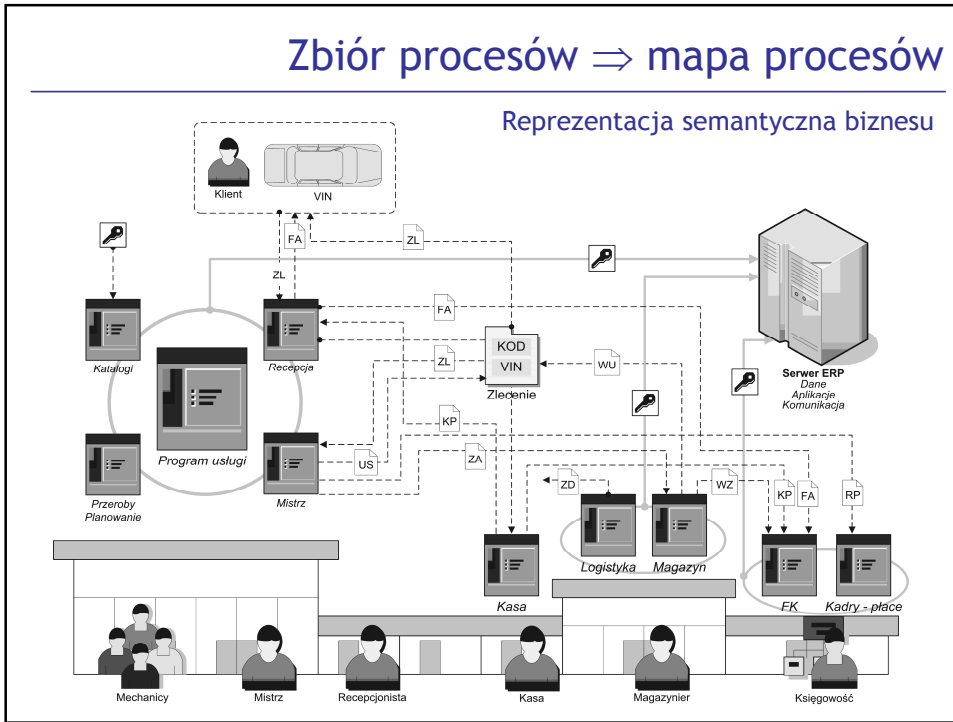 Zbiór procesów ⇒ mapa procesów
Reprezentacja semantyczna biznesu
Klient
VIN
FA
ZL
ZL
FA
Katalogi
Recepcja
KOD
VIN
Zlecenie
ZL
WU
Serwer ERP
Dane
Aplikacje
Komunikacja
KP
Program usługi
US
ZA
Przeroby
Planowanie
Mistrz
ZD
WZ
KP
FA
RP
Kasa
Logistyka
Magazyn
FK
Kadry - płace
Mechanicy
Mistrz
Recepcjonista
Kasa
Magazynier
Księgowość